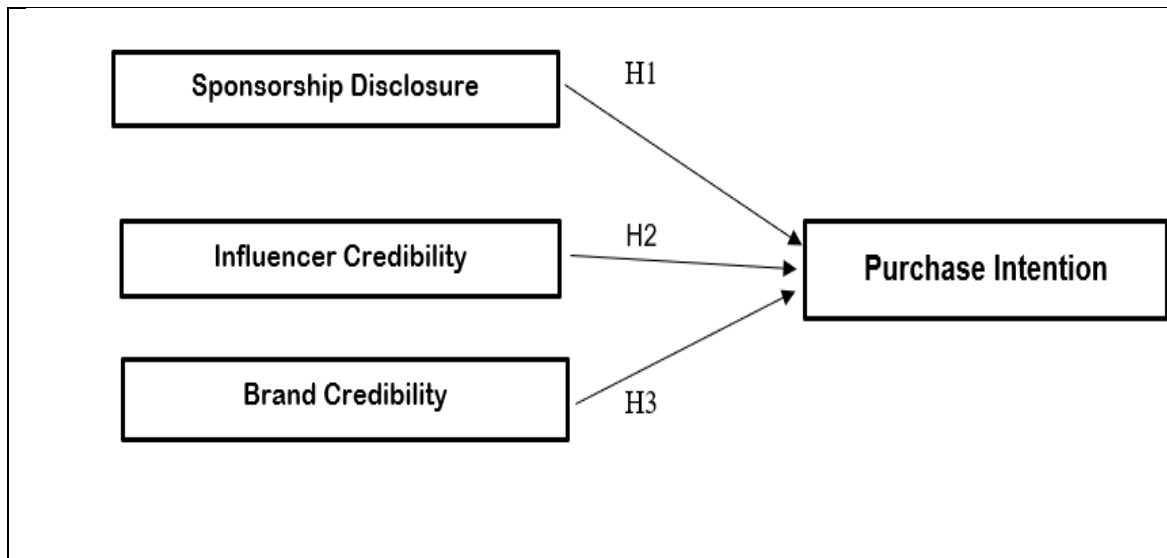 Sponsorship Disclosure
H1
Influencer Credibility
H2
Purchase Intention
Brand Credibility
H3